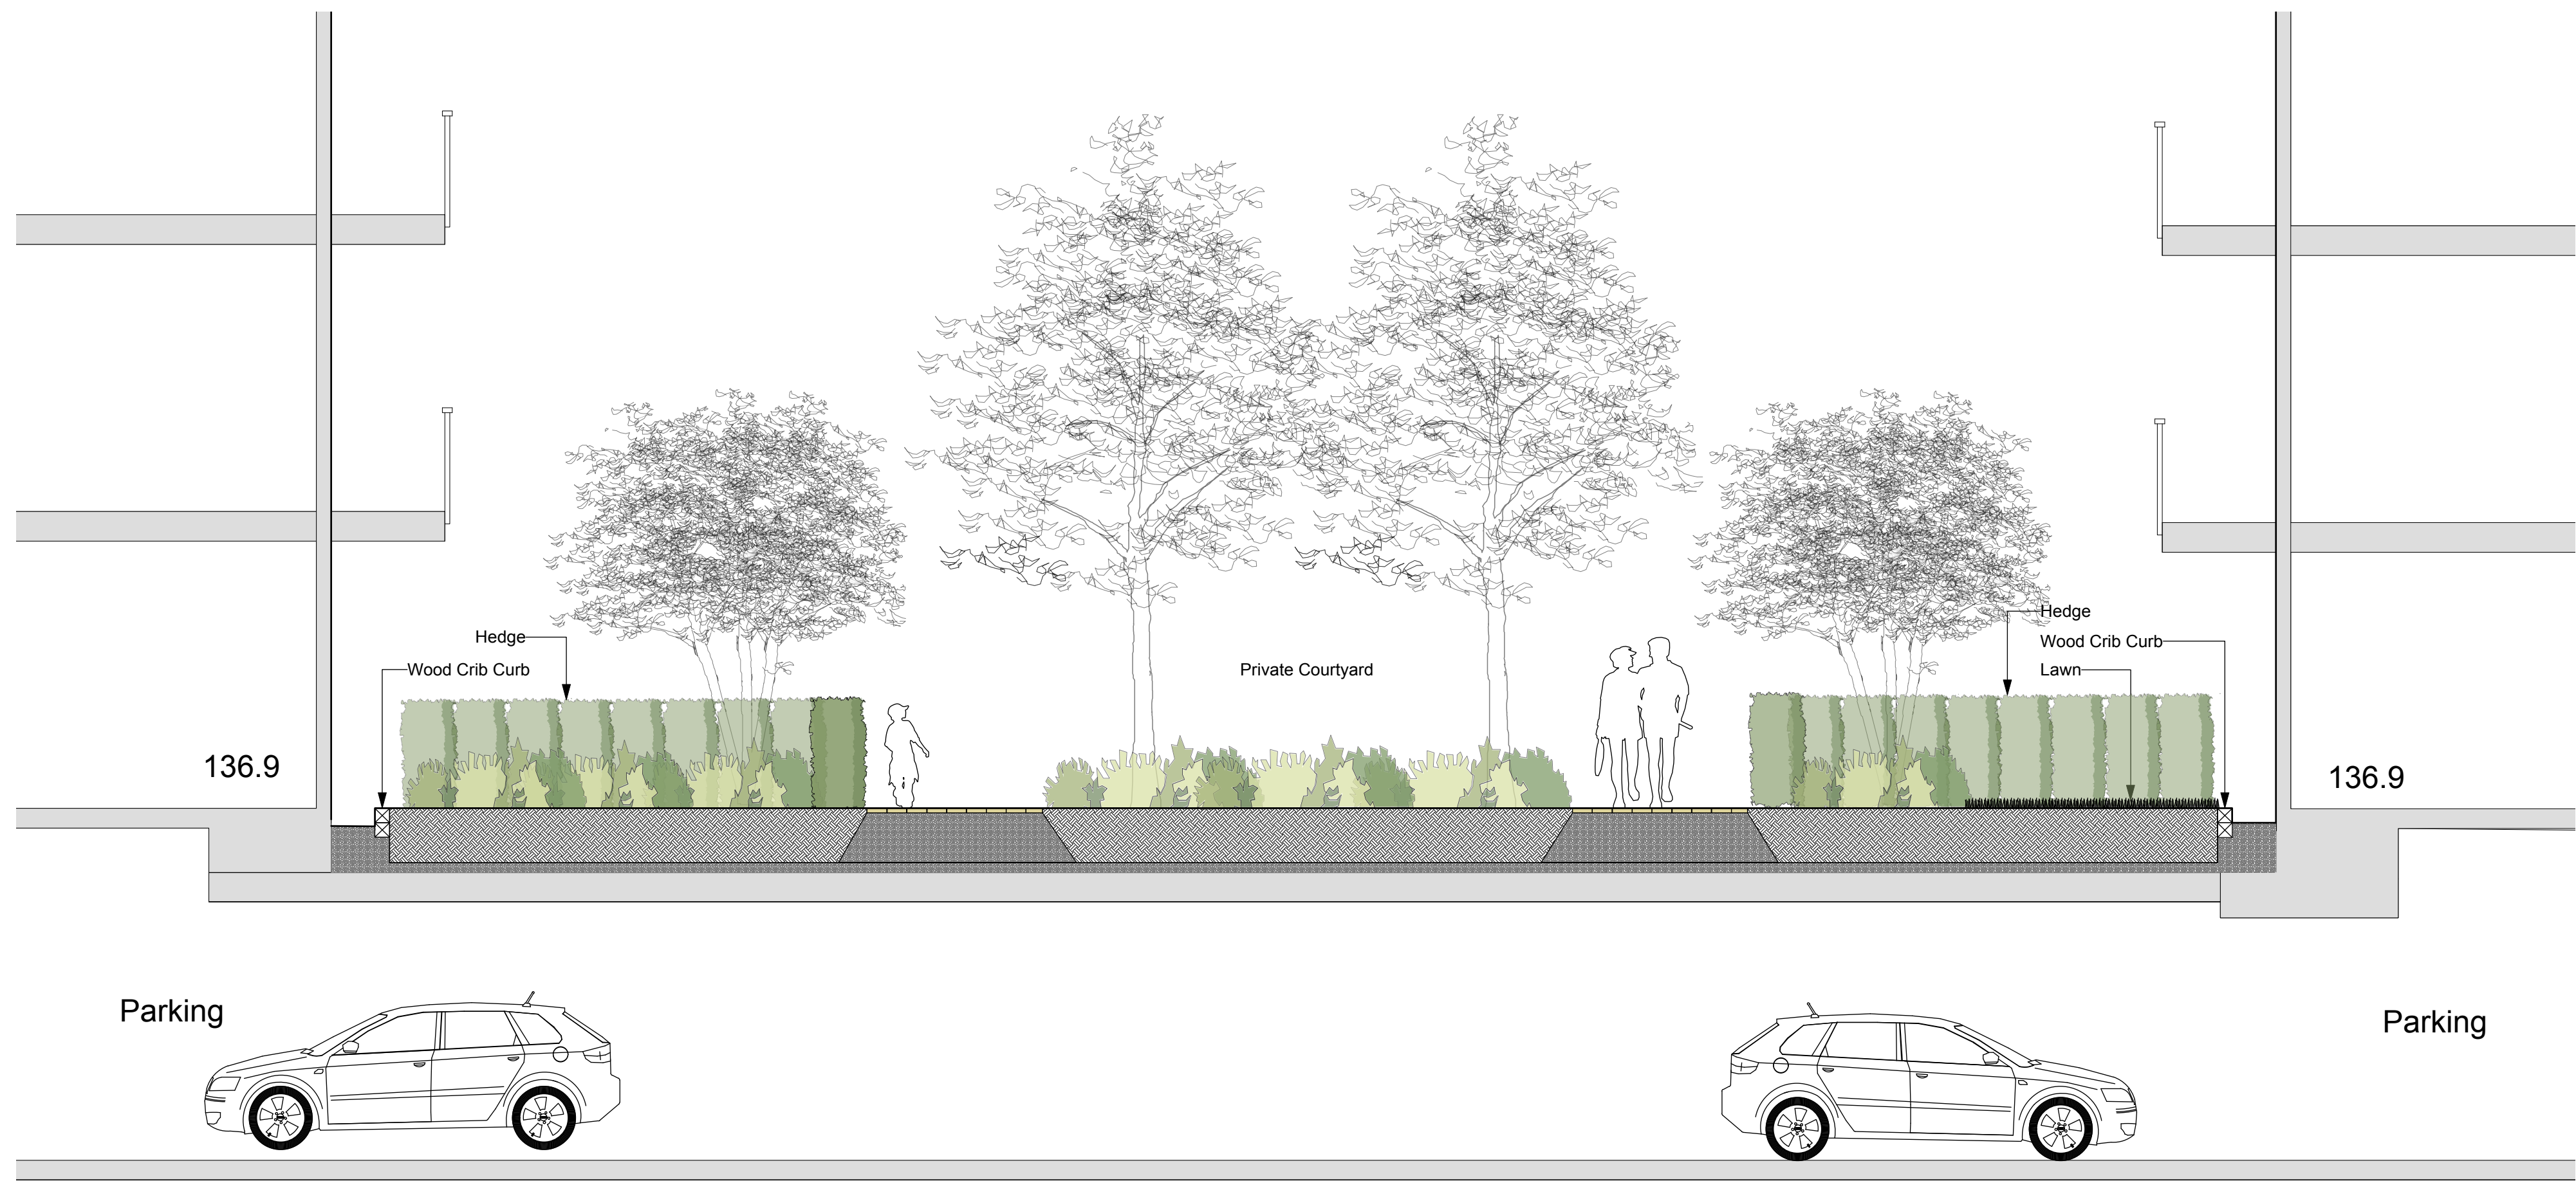 Hedge
Hedge
Wood Crib Curb
Wood Crib Curb
Private Courtyard
Lawn
136.9
136.9
Parking
Parking